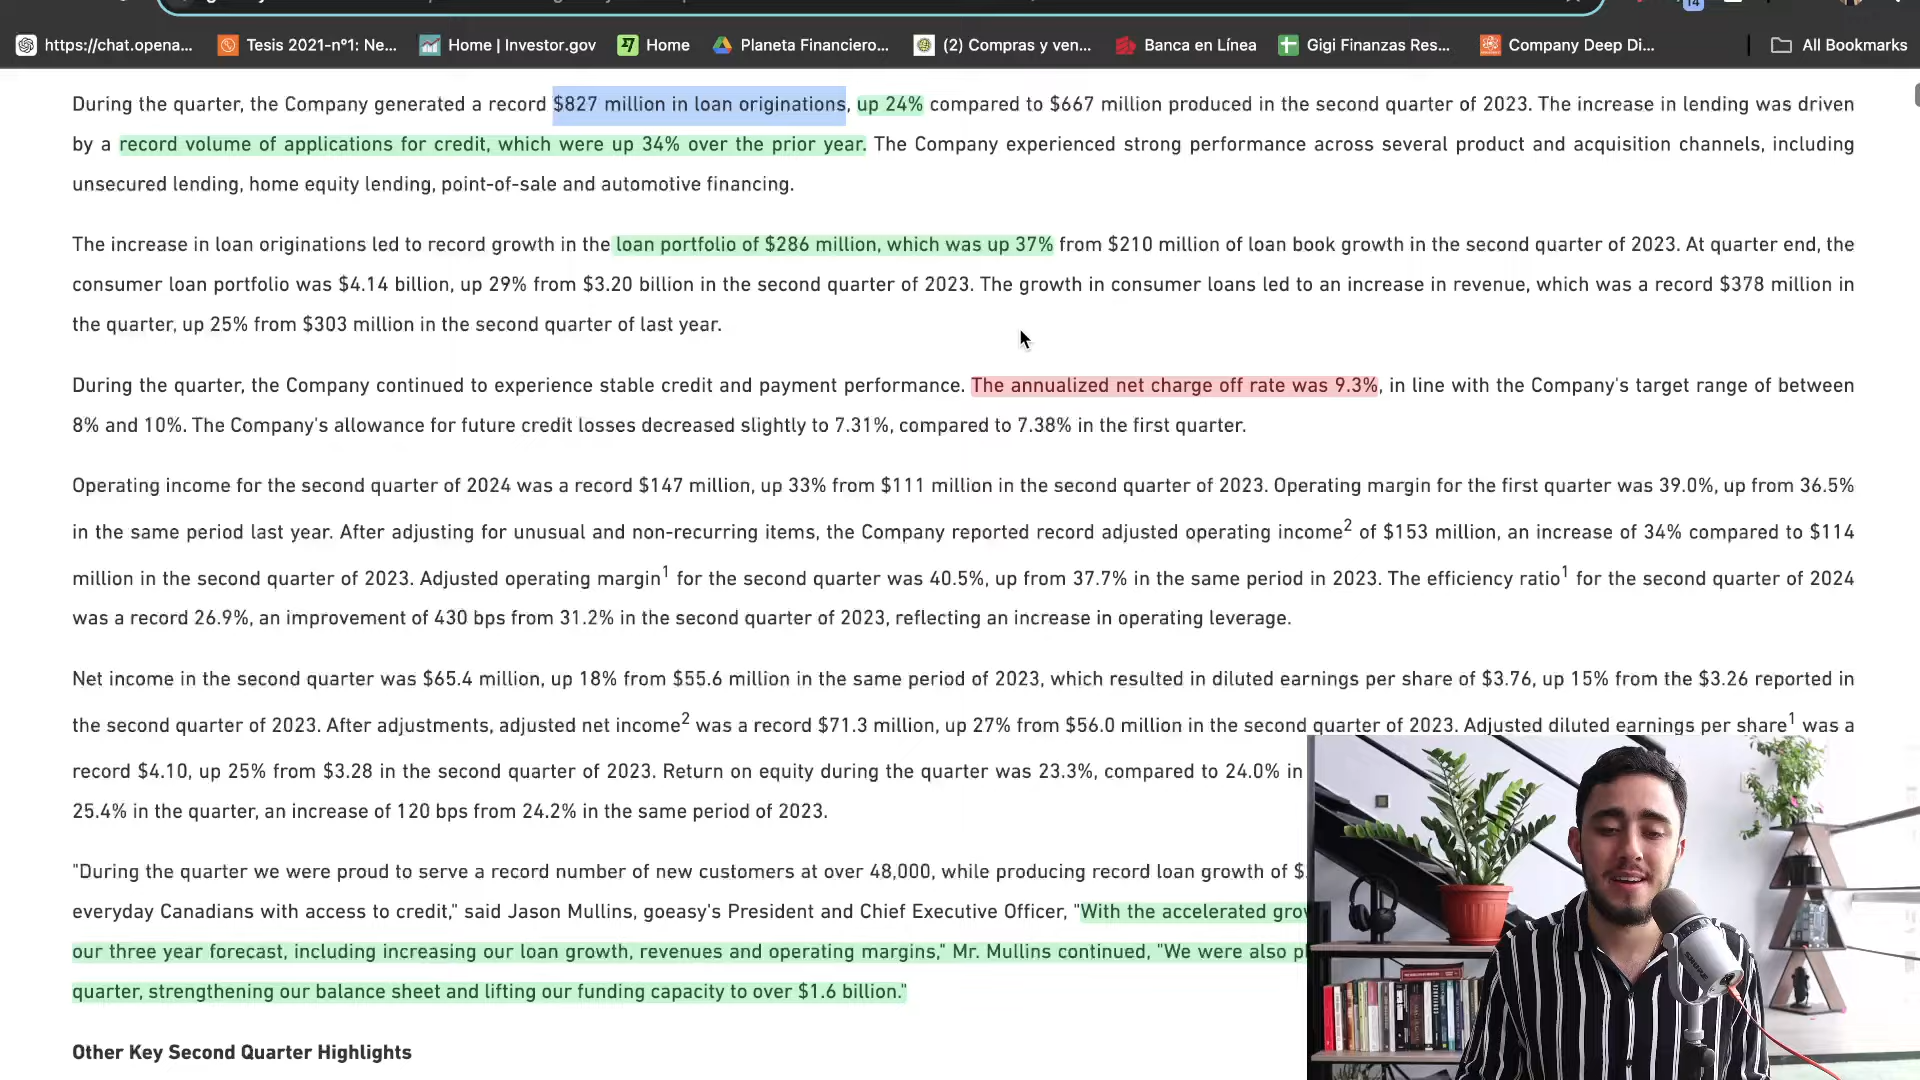 14
https://chat.opena...
Tesis 2021-nº1: Ne...
Home | Investor.gov
Home
Planeta Financiero...
(2) Compras y ven...
Banca en Línea
Gigi Finanzas Res...
Company Deep Di...
All Bookmarks
During the quarter, the Company generated a record $827 million in loan originations, up 24% compared to $667 million produced in the second quarter of 2023. The increase in lending was driven
by a record volume of applications for credit, which were up 34% over the prior year. The Company experienced strong performance across several product and acquisition channels, including
unsecured lending, home equity lending, point-of-sale and automotive financing.
The increase in loan originations led to record growth in the loan portfolio of $286 million, which was up 37% from $210 million of loan book growth in the second quarter of 2023. At quarter end, the
consumer loan portfolio was $4.14 billion, up 29% from $3.20 billion in the second quarter of 2023. The growth in consumer loans led to an increase in revenue, which was a record $378 million in
the quarter, up 25% from $303 million in the second quarter of last year.
During the quarter, the Company continued to experience stable credit and payment performance. The annualized net charge off rate was 9.3%, in line with the Company's target range of between
8% and 10%. The Company's allowance for future credit losses decreased slightly to 7.31%, compared to 7.38% in the first quarter.
Operating income for the second quarter of 2024 was a record $147 million, up 33% from $111 million in the second quarter of 2023. Operating margin for the first quarter was 39.0%, up from 36.5%
in the same period last year. After adjusting for unusual and non-recurring items, the Company reported record adjusted operating income2 of $153 million, an increase of 34% compared to $114
million in the second quarter of 2023. Adjusted operating margin1 for the second quarter was 40.5%, up from 37.7% in the same period in 2023. The efficiency ratio1 for the second quarter of 2024
was a record 26.9%, an improvement of 430 bps from 31.2% in the second quarter of 2023, reflecting an increase in operating leverage.
Net income in the second quarter was $65.4 million, up 18% from $55.6 million in the same period of 2023, which resulted in diluted earnings per share of $3.76, up 15% from the $3.26 reported in
the second quarter of 2023. After adjustments, adjusted net income2 was a record $71.3 million, up 27% from $56.0 million in the second quarter of 2023. Adjusted diluted earnings per share1 was a
record $4.10, up 25% from $3.28 in the second quarter of 2023. Return on equity during the quarter was 23.3%, compared to 24.0% in
25.4% in the quarter, an increase of 120 bps from 24.2% in the same period of 2023.
"During the quarter we were proud to serve a record number of new customers at over 48,000, while producing record loan growth of $
everyday Canadians with access to credit," said Jason Mullins, goeasy's President and Chief Executive Officer, "With the accelerated
our three year forecast, including increasing our loan growth, revenues and operating margins," Mr. Mullins continued, "We were also
quarter, strengthening our balance sheet and lifting our funding capacity to over $1.6 billion."
Other Key Second Quarter Highlights
SHURE